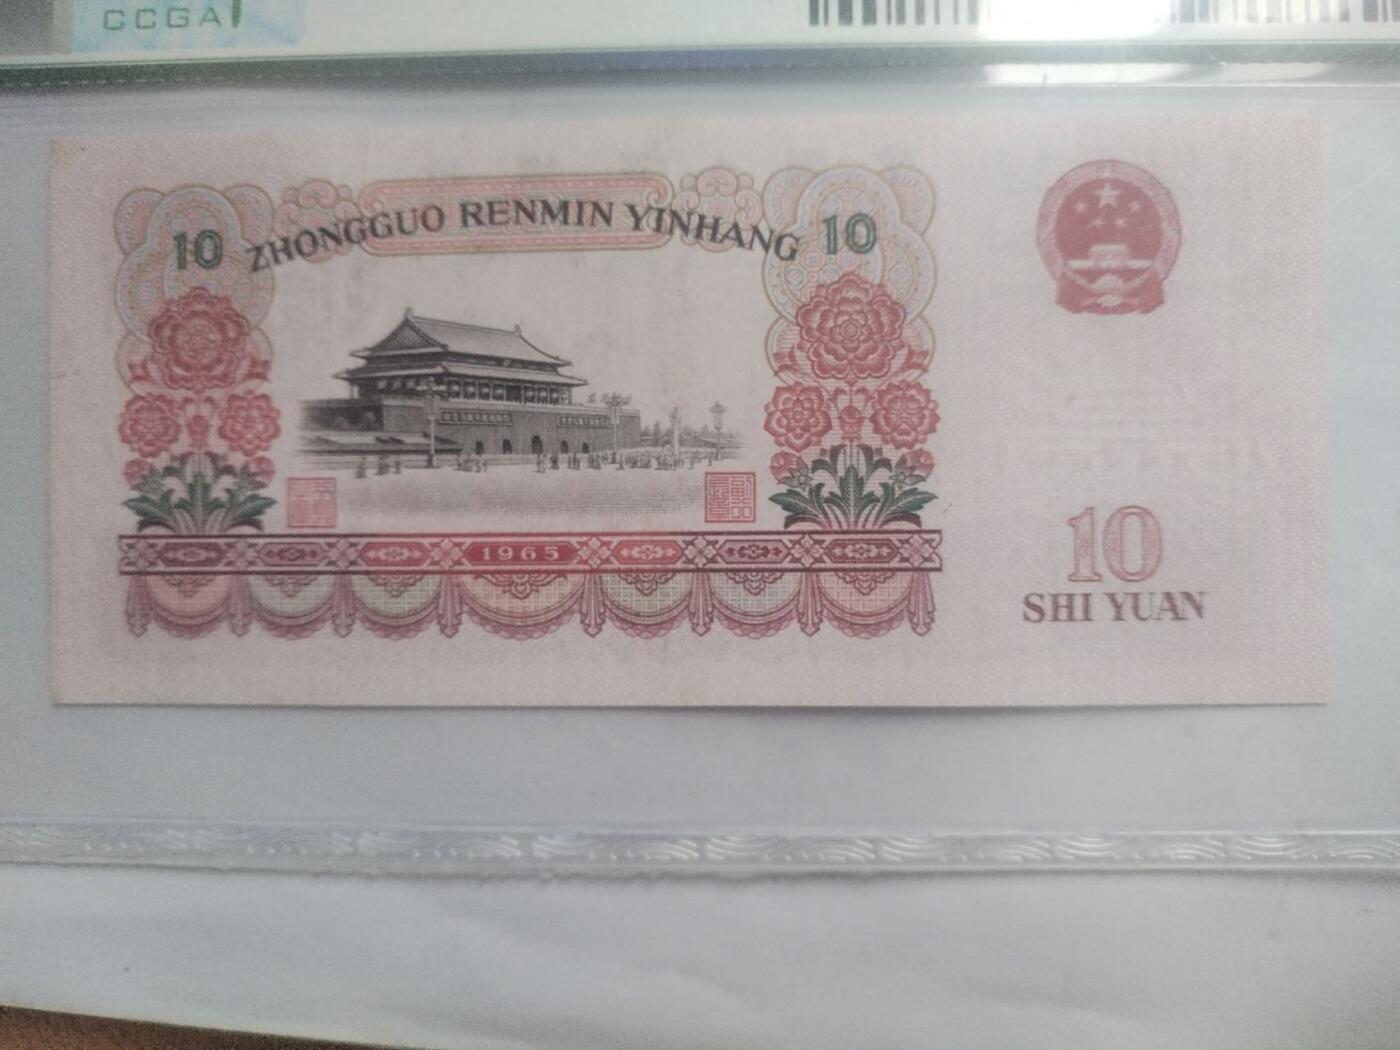 CCGA
10 ZHONGGUO RENMIN YINHANG 10
1965
10
SHI YUAN